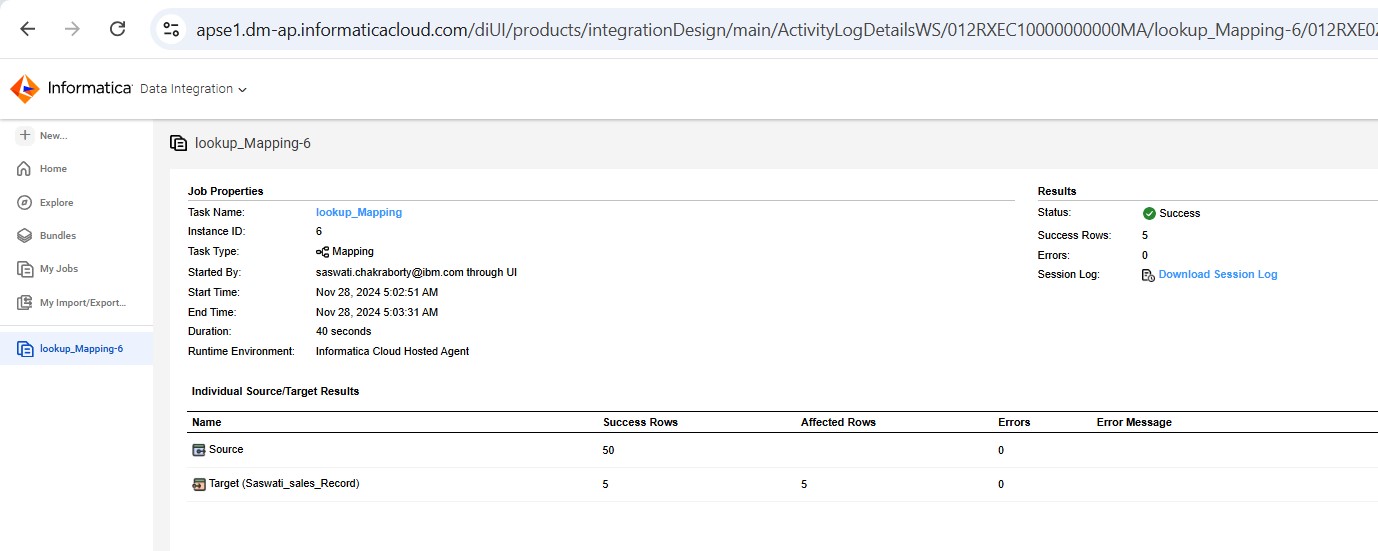 apse1.dm-ap.informaticacloud.com/diUI/products/integrationDesign/main/ActivityLogDetailsWS/012RXEC10000000000MA/lookup_Mapping-6/012RXE0Z
Informatica Data Integration
New...
Home
Explore
Bundles
My Jobs
My Import/Export...
lookup_Mapping-6
lookup_Mapping-6
Job Properties
Task Name: lookup_Mapping
Instance ID: 6
Task Type: Mapping
Started By: saswati.chakraborty@ibm.com through UI
Start Time: Nov 28, 2024 5:02:51 AM
End Time: Nov 28, 2024 5:03:31 AM
Duration: 40 seconds
Runtime Environment: Informatica Cloud Hosted Agent
Results
Status: Success
Success Rows: 5
Errors: 0
Session Log: Download Session Log
Individual Source/Target Results
Name Success Rows Affected Rows Errors Error Message
Source 50 0
Target (Saswati_sales_Record) 5 5 0